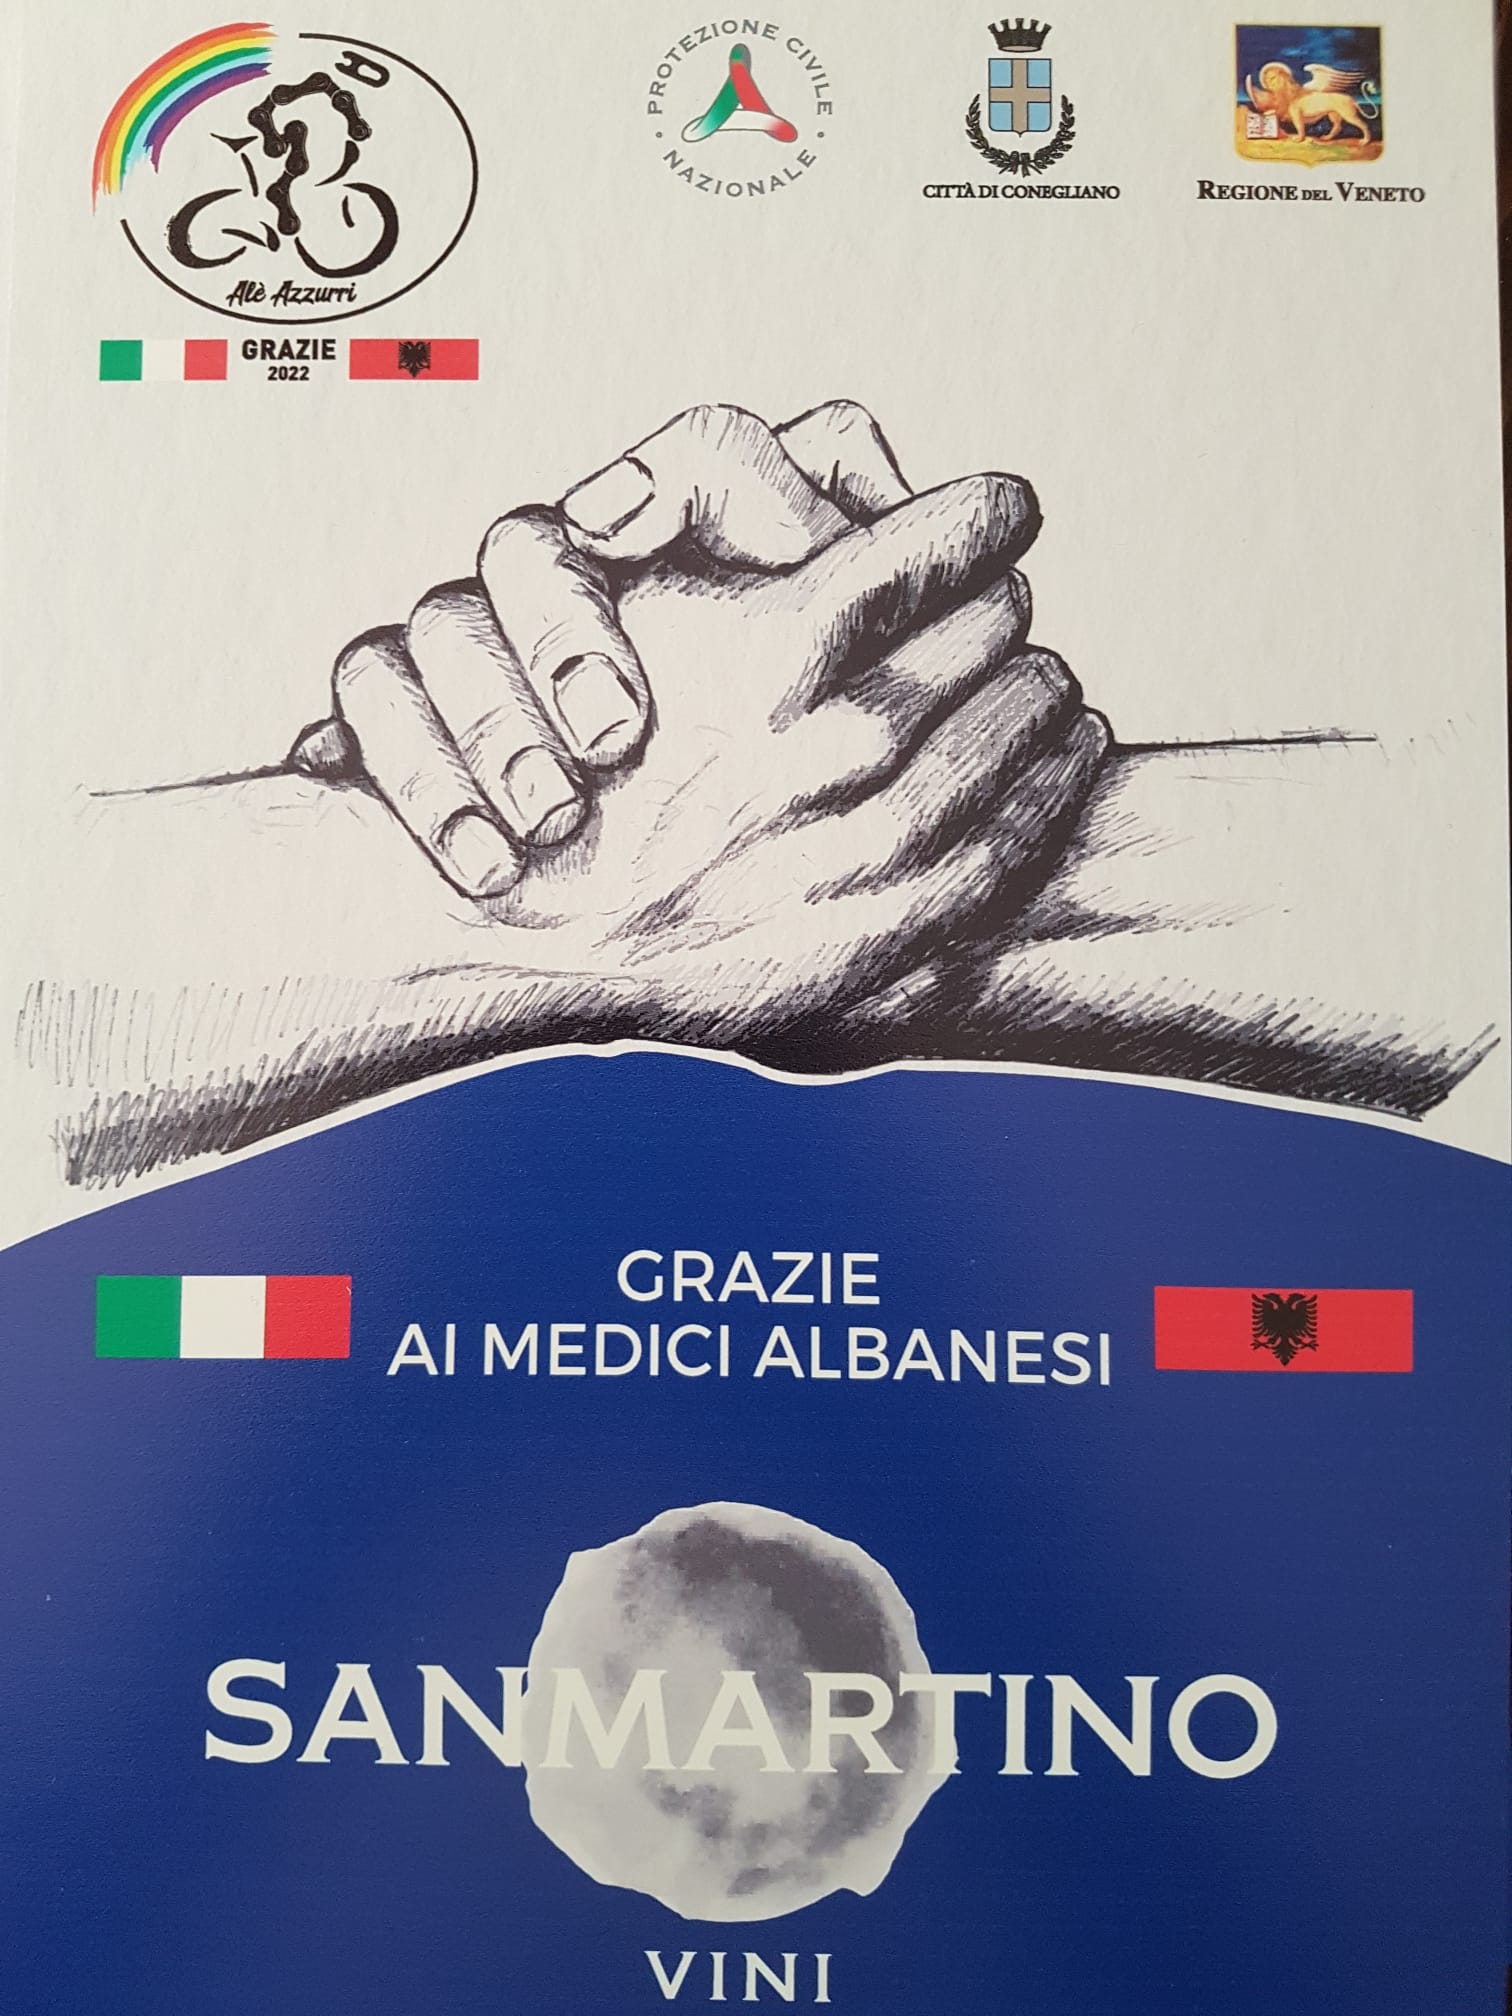 Alè Azzurri
GRAZIE
2022
PROTEZIONE CIVILE
NAZIONALE
CITTÀ DI CONEGLIANO
REGIONE DEL VENETO
GRAZIE
AI MEDICI ALBANESI
SANMARTINO
VINI